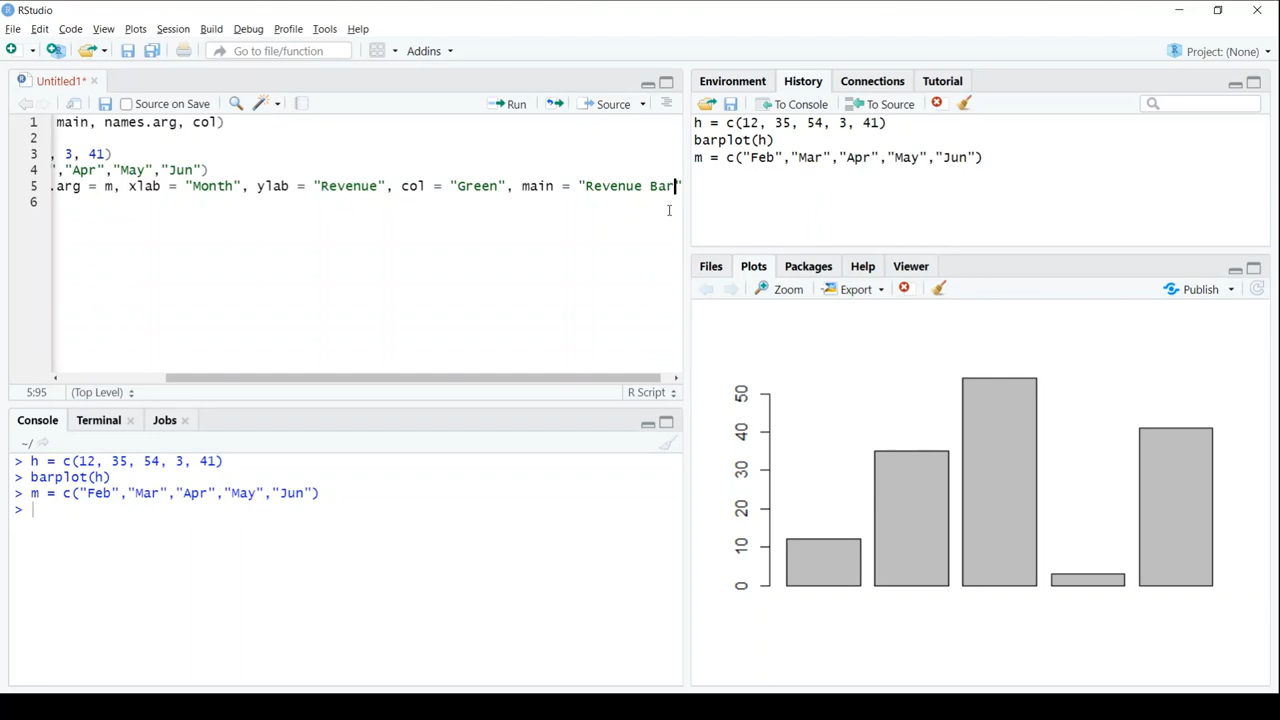 RStudio
File Edit Code View Plots Session Build Debug Profile Tools Help
Go to file/function Addins Project: (None)
Untitled1*
Source on Save Run Source
1 main, names.arg, col)
2
3 , 3, 41)
4 ","Apr","May","Jun")
5 .arg = m, xlab = "Month", ylab = "Revenue", col = "Green", main = "Revenue Bar"
6
5:95 (Top Level) R Script
Console Terminal Jobs
~/
> h = c(12, 35, 54, 3, 41)
> barplot(h)
> m = c("Feb","Mar","Apr","May","Jun")
>
Environment History Connections Tutorial
To Console To Source
h = c(12, 35, 54, 3, 41)
barplot(h)
m = c("Feb","Mar","Apr","May","Jun")
Files Plots Packages Help Viewer
Zoom Export Publish
50
40
30
20
10
0